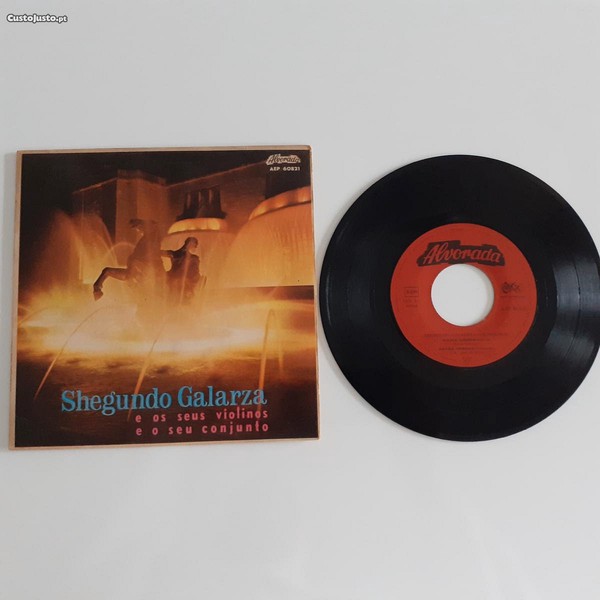 CustoJusto.pt
Alvorada
AEP 60831
Shegundo Galarza
e os seus violinos
e o seu conjunto
Alvorada